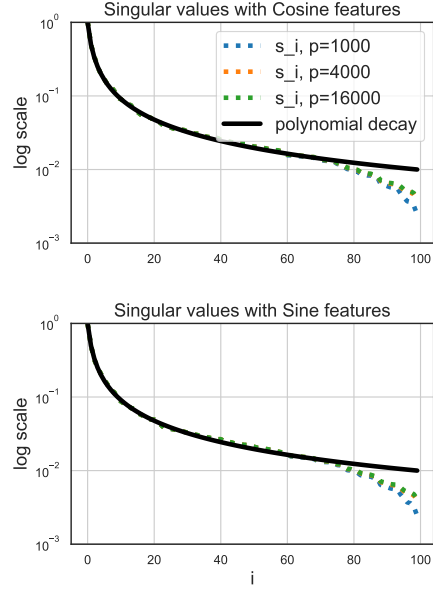 Singular values with Cosine features
10^0
10^-1
10^-2
10^-3
log scale
s_i, p=1000
s_i, p=4000
s_i, p=16000
polynomial decay
0 20 40 60 80 100
Singular values with Sine features
10^0
10^-1
10^-2
10^-3
log scale
0 20 40 60 80 100
i